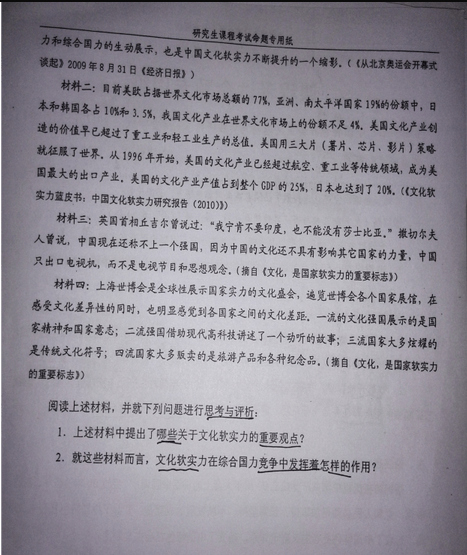 研究生课程考试命题专用纸
力和综合国力的生动展示，也是中国文化软实力不断提升的一个缩影。（《从北京奥运会开幕式
谈起》2009年8月31日《经济日报》）
材料二：目前美欧占据世界文化市场总额的77%，亚洲、南太平洋国家19%的份额中，日
本和韩国各占10%和3.5%，我国文化产业在世界文化市场上的份额不足4%。美国文化产业创
造的价值早已超过了重工业和轻工业生产的总值。美国用三大片（薯片、芯片、影片）策略
就征服了世界。从1996年开始，美国的文化产业已经超过航空、重工业等传统领域，成为美
国最大的出口产业。美国的文化产业产值占到整个GDP的25%，日本也达到了20%。（《文化软
实力蓝皮书：中国文化软实力研究报告（2010）》）
材料三：英国首相丘吉尔曾说过：“我宁肯不要印度，也不能没有莎士比亚。”撒切尔夫
人曾说，中国现在还称不上一个强国，因为中国的文化还不具有影响其它国家的力量，中国
只出口电视机，而不是电视节目和思想观念。（摘自《文化，是国家软实力的重要标志》）
材料四：上海世博会是全球性展示国家实力的文化盛会，遍览世博会各个国家展馆，在
感受文化差异性的同时，也明显感觉到各国家之间的文化差距。一流的文化强国展示的是国
家精神和国家意志；二流强国借助现代高科技讲述了一个动听的故事；三流国家大多炫耀的
是传统文化符号；四流国家大多贩卖的是旅游产品和各种纪念品。（摘自《文化，是国家软实力
的重要标志》）
阅读上述材料，并就下列问题进行思考与评析：
1．上述材料中提出了哪些关于文化软实力的重要观点？
2．就这些材料而言，文化软实力在综合国力竞争中发挥着怎样的作用？